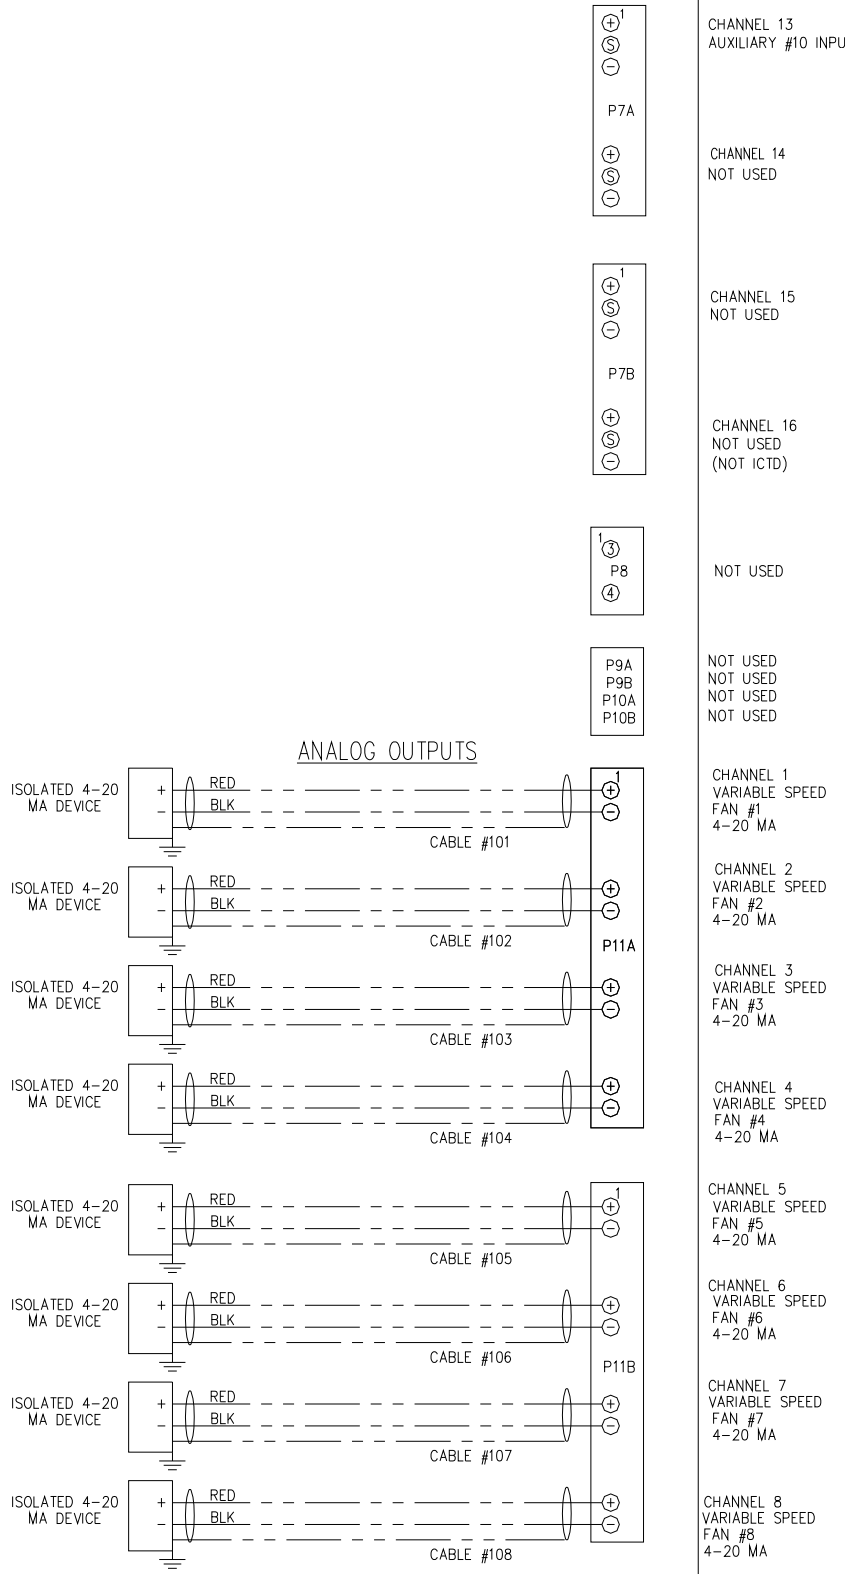 1
+
S
−
P7A
+
S
−
CHANNEL 13
AUXILIARY #10 INPU
CHANNEL 14
NOT USED
1
+
S
−
P7B
+
S
−
CHANNEL 15
NOT USED
CHANNEL 16
NOT USED
(NOT ICTD)
1
3
P8
4
NOT USED
P9A
P9B
P10A
P10B
NOT USED
NOT USED
NOT USED
NOT USED
ANALOG OUTPUTS
ISOLATED 4-20
MA DEVICE
+
−
RED
BLK
CABLE #101
1
+
−
CHANNEL 1
VARIABLE SPEED
FAN #1
4-20 MA
ISOLATED 4-20
MA DEVICE
+
−
RED
BLK
CABLE #102
+
−
P11A
CHANNEL 2
VARIABLE SPEED
FAN #2
4-20 MA
ISOLATED 4-20
MA DEVICE
+
−
RED
BLK
CABLE #103
+
−
CHANNEL 3
VARIABLE SPEED
FAN #3
4-20 MA
ISOLATED 4-20
MA DEVICE
+
−
RED
BLK
CABLE #104
+
−
CHANNEL 4
VARIABLE SPEED
FAN #4
4-20 MA
ISOLATED 4-20
MA DEVICE
+
−
RED
BLK
CABLE #105
1
+
−
CHANNEL 5
VARIABLE SPEED
FAN #5
4-20 MA
ISOLATED 4-20
MA DEVICE
+
−
RED
BLK
CABLE #106
+
−
P11B
CHANNEL 6
VARIABLE SPEED
FAN #6
4-20 MA
ISOLATED 4-20
MA DEVICE
+
−
RED
BLK
CABLE #107
+
−
CHANNEL 7
VARIABLE SPEED
FAN #7
4-20 MA
ISOLATED 4-20
MA DEVICE
+
−
RED
BLK
CABLE #108
+
−
CHANNEL 8
VARIABLE SPEED
FAN #8
4-20 MA